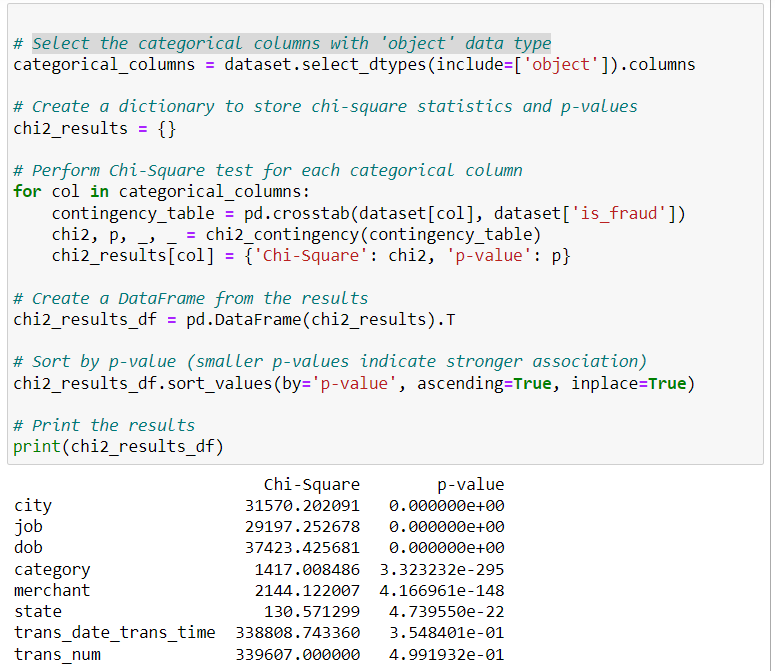 # Select the categorical columns with 'object' data type
categorical_columns = dataset.select_dtypes(include=['object']).columns
# Create a dictionary to store chi-square statistics and p-values
chi2_results = {}
# Perform Chi-Square test for each categorical column
for col in categorical_columns:
    contingency_table = pd.crosstab(dataset[col], dataset['is_fraud'])
    chi2, p, _, _ = chi2_contingency(contingency_table)
    chi2_results[col] = {'Chi-Square': chi2, 'p-value': p}
# Create a DataFrame from the results
chi2_results_df = pd.DataFrame(chi2_results).T
# Sort by p-value (smaller p-values indicate stronger association)
chi2_results_df.sort_values(by='p-value', ascending=True, inplace=True)
# Print the results
print(chi2_results_df)
Chi-Square p-value
city 31570.202091 0.000000e+00
job 29197.252678 0.000000e+00
dob 37423.425681 0.000000e+00
category 1417.008486 3.323232e-295
merchant 2144.122007 4.166961e-148
state 130.571299 4.739550e-22
trans_date_trans_time 338808.743360 3.548401e-01
trans_num 339607.000000 4.991932e-01